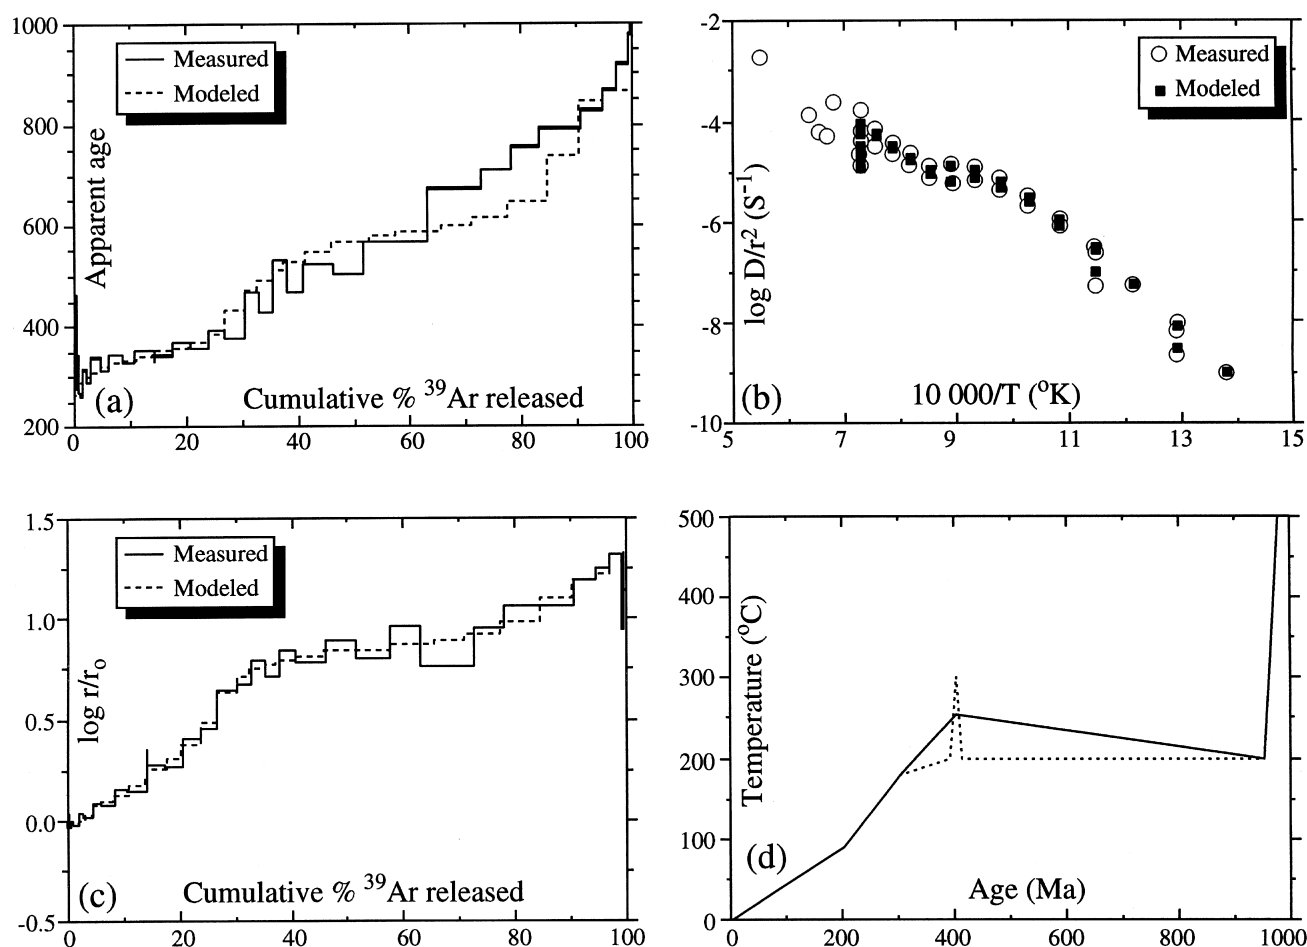 1000
800
600
400
200
Apparent age
Measured
Modeled
(a)
Cumulative % ³⁹Ar released
0 20 40 60 80 100
-2
-4
-6
-8
-10
log D/r² (S⁻¹)
Measured
Modeled
(b)
10 000/T (°K)
5 7 9 11 13 15
1.5
1.0
0.5
0.0
-0.5
log r/rₒ
Measured
Modeled
(c)
Cumulative % ³⁹Ar released
0 20 40 60 80 100
500
400
300
200
100
0
Temperature (°C)
(d)
Age (Ma)
0 200 400 600 800 1000